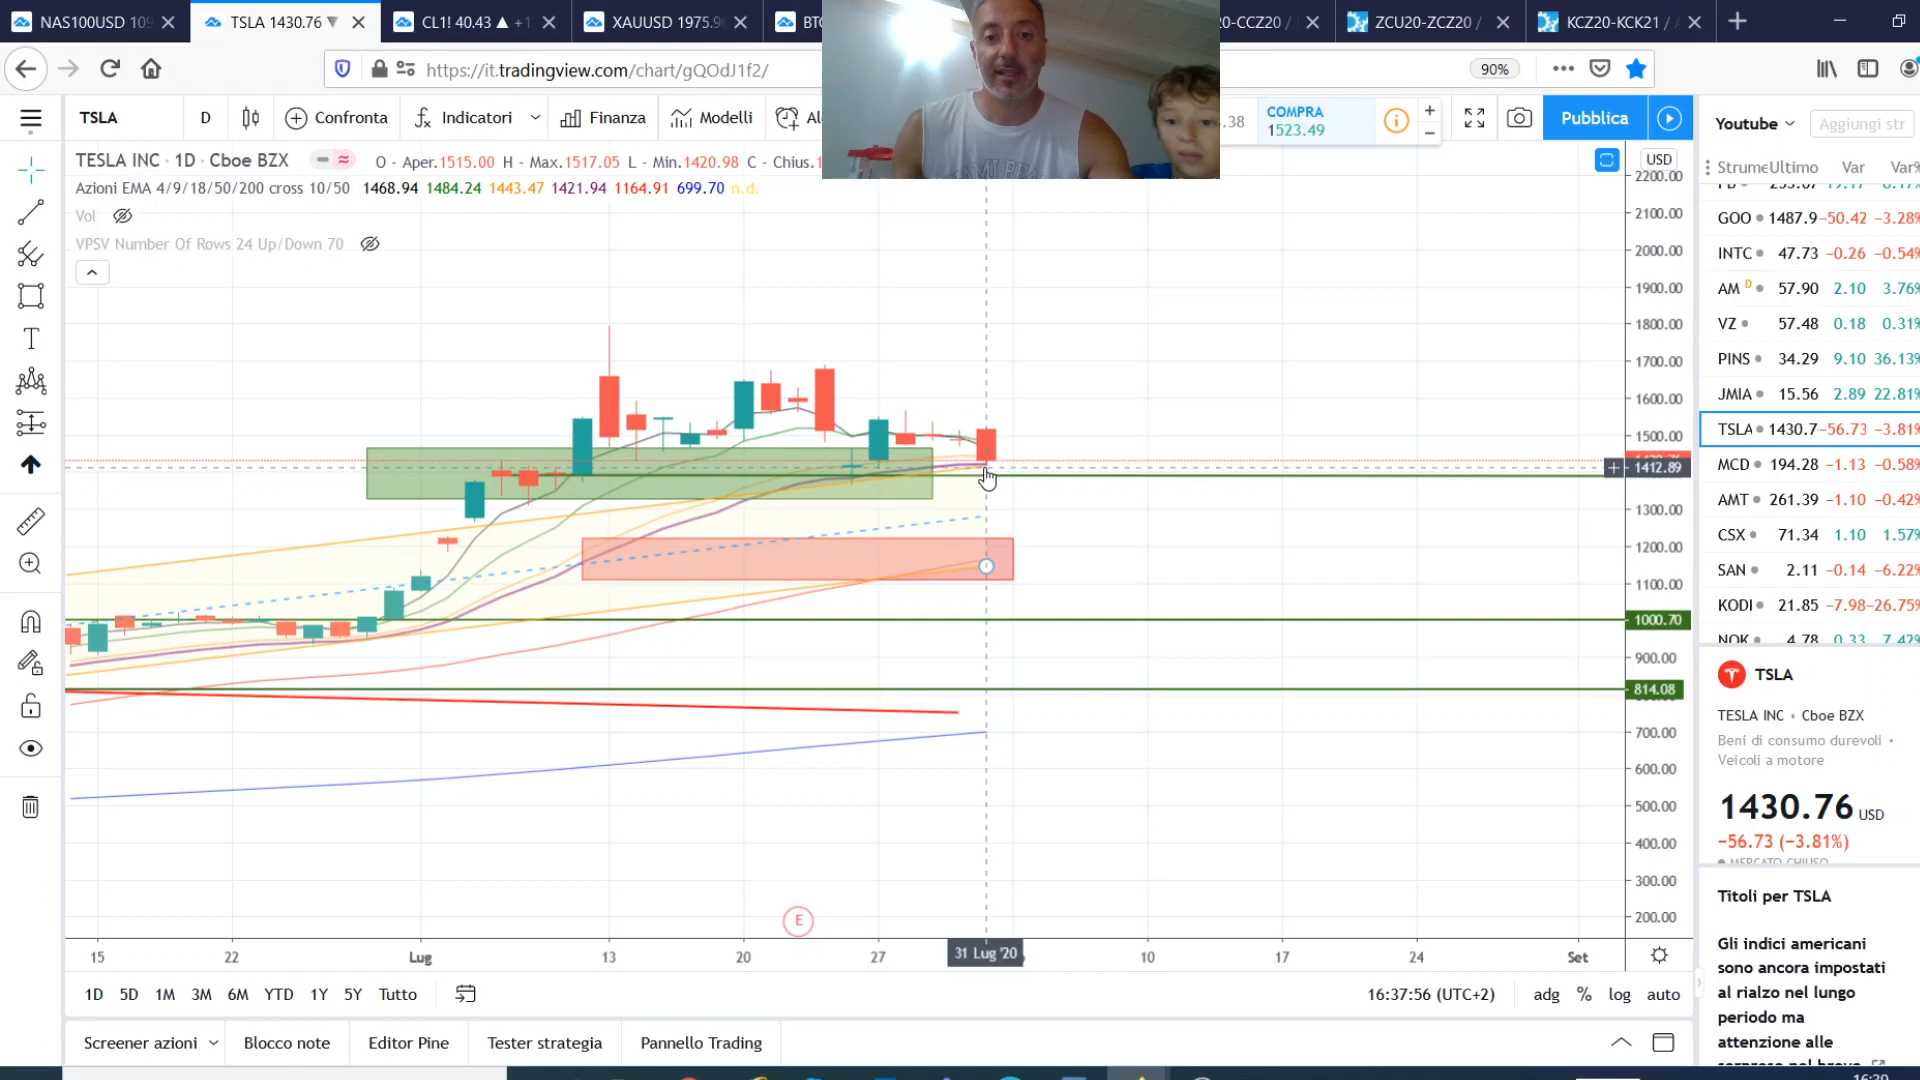 NAS100USD 109
TSLA 1430.76 ▼
CL1! 40.43 ▲ +1
XAUUSD 1975.9
BT
20-CCZ20 /
ZCU20-ZCZ20 /
KCZ20-KCK21 /
https://it.tradingview.com/chart/gQOdJ1f2/
90%
TSLA
D
Confronta
Indicatori
Finanza
Modelli
Al
.38
COMPRA
1523.49
Pubblica
Youtube
Aggiungi str
TESLA INC · 1D · Cboe BZX
O - Aper.1515.00 H - Max.1517.05 L - Min.1420.98 C - Chius.1
Azioni EMA 4/9/18/50/200 cross 10/50 1468.94 1484.24 1443.47 1421.94 1164.91 699.70 n.d.
Vol
VPSV Number Of Rows 24 Up/Down 70
USD
2200.00
2100.00
2000.00
1900.00
1800.00
1700.00
1600.00
1500.00
1412.89
1300.00
1200.00
1100.00
1000.70
900.00
814.08
700.00
600.00
500.00
400.00
300.00
200.00
E
15
22
Lug
13
20
27
31 Lug '20
10
17
24
Set
1D 5D 1M 3M 6M YTD 1Y 5Y Tutto
16:37:56 (UTC+2)
adg % log auto
Screener azioni
Blocco note
Editor Pine
Tester strategia
Pannello Trading
Strume Ultimo Var Var%
GOO 1487.9 -50.42 -3.28%
INTC 47.73 -0.26 -0.54%
AM D 57.90 2.10 3.76%
VZ 57.48 0.18 0.31%
PINS 34.29 9.10 36.13%
JMIA 15.56 2.89 22.81%
TSLA 1430.7 -56.73 -3.81%
MCD 194.28 -1.13 -0.58%
AMT 261.39 -1.10 -0.42%
CSX 71.34 1.10 1.57%
SAN 2.11 -0.14 -6.22%
KODI 21.85 -7.98 -26.75%
NOK 4.78 0.33 7.42%
TSLA
TESLA INC · Cboe BZX
Beni di consumo durevoli ·
Veicoli a motore
1430.76 USD
-56.73 (-3.81%)
MERCATO CHIUSO
Titoli per TSLA
Gli indici americani
sono ancora impostati
al rialzo nel lungo
periodo ma
attenzione alle
sorprese nel breve